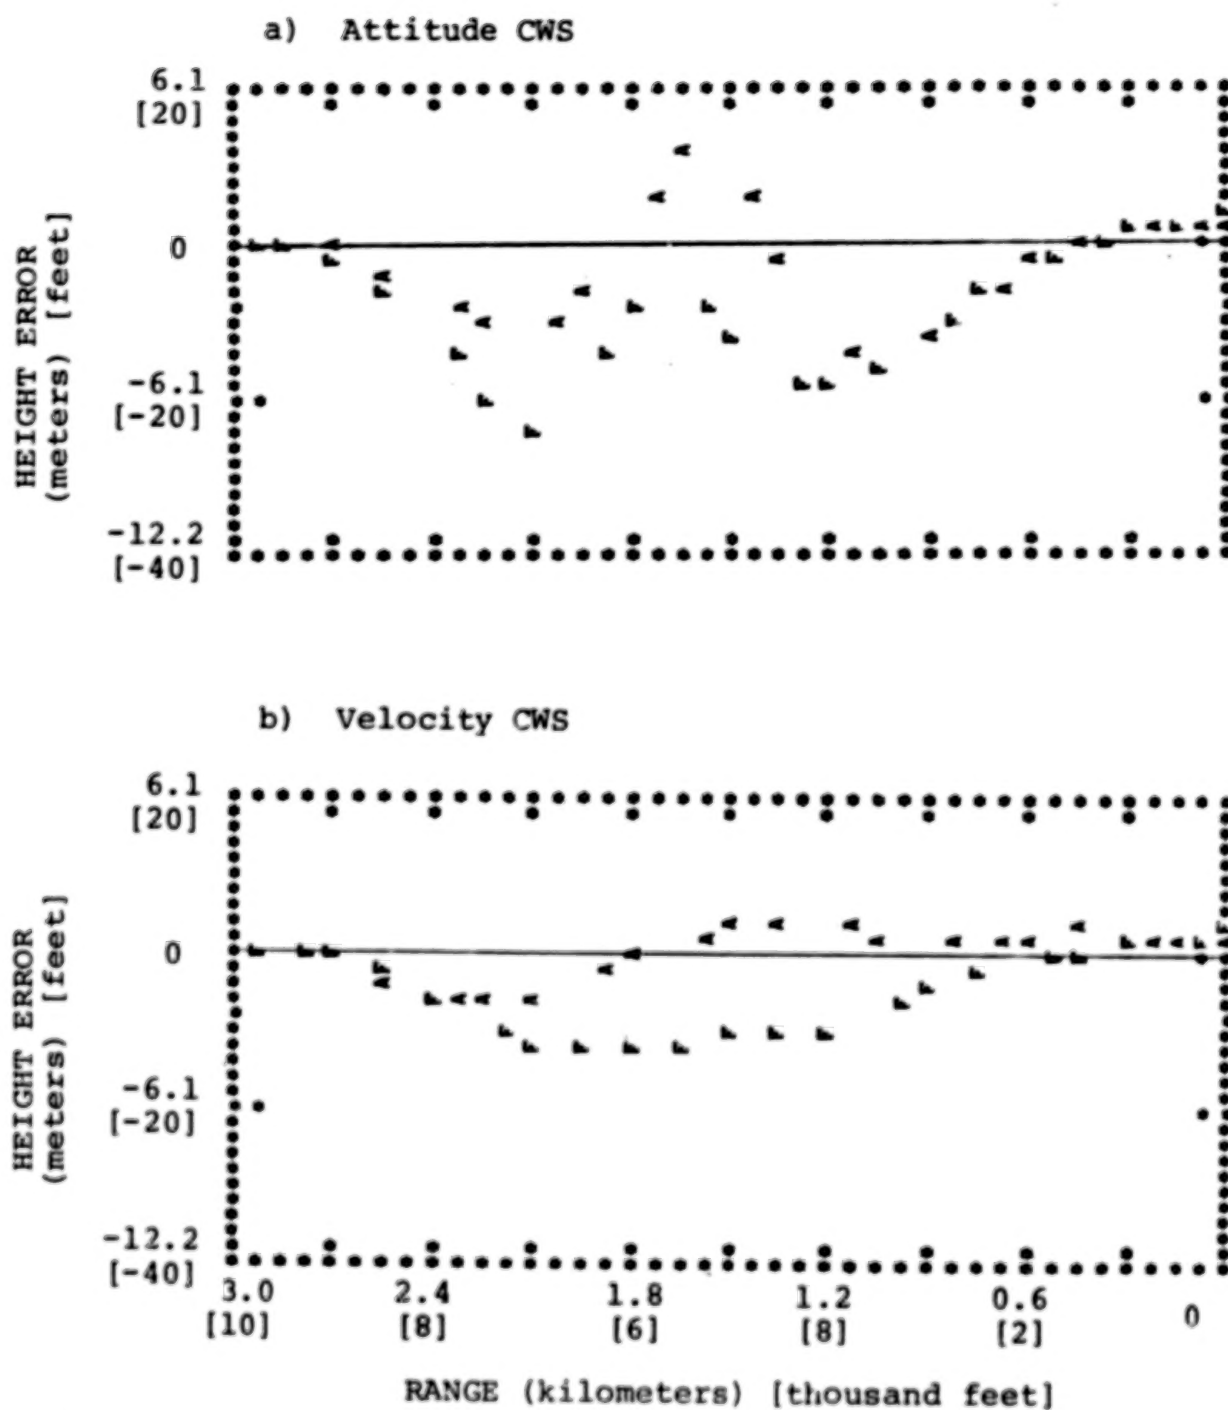 a) Attitude CWS
6.1
[20]
0
-6.1
[-20]
-12.2
[-40]
HEIGHT ERROR
(meters) [feet]
b) Velocity CWS
6.1
[20]
0
-6.1
[-20]
-12.2
[-40]
HEIGHT ERROR
(meters) [feet]
3.0 2.4 1.8 1.2 0.6 0
[10] [8] [6] [8] [2]
RANGE (kilometers) [thousand feet]